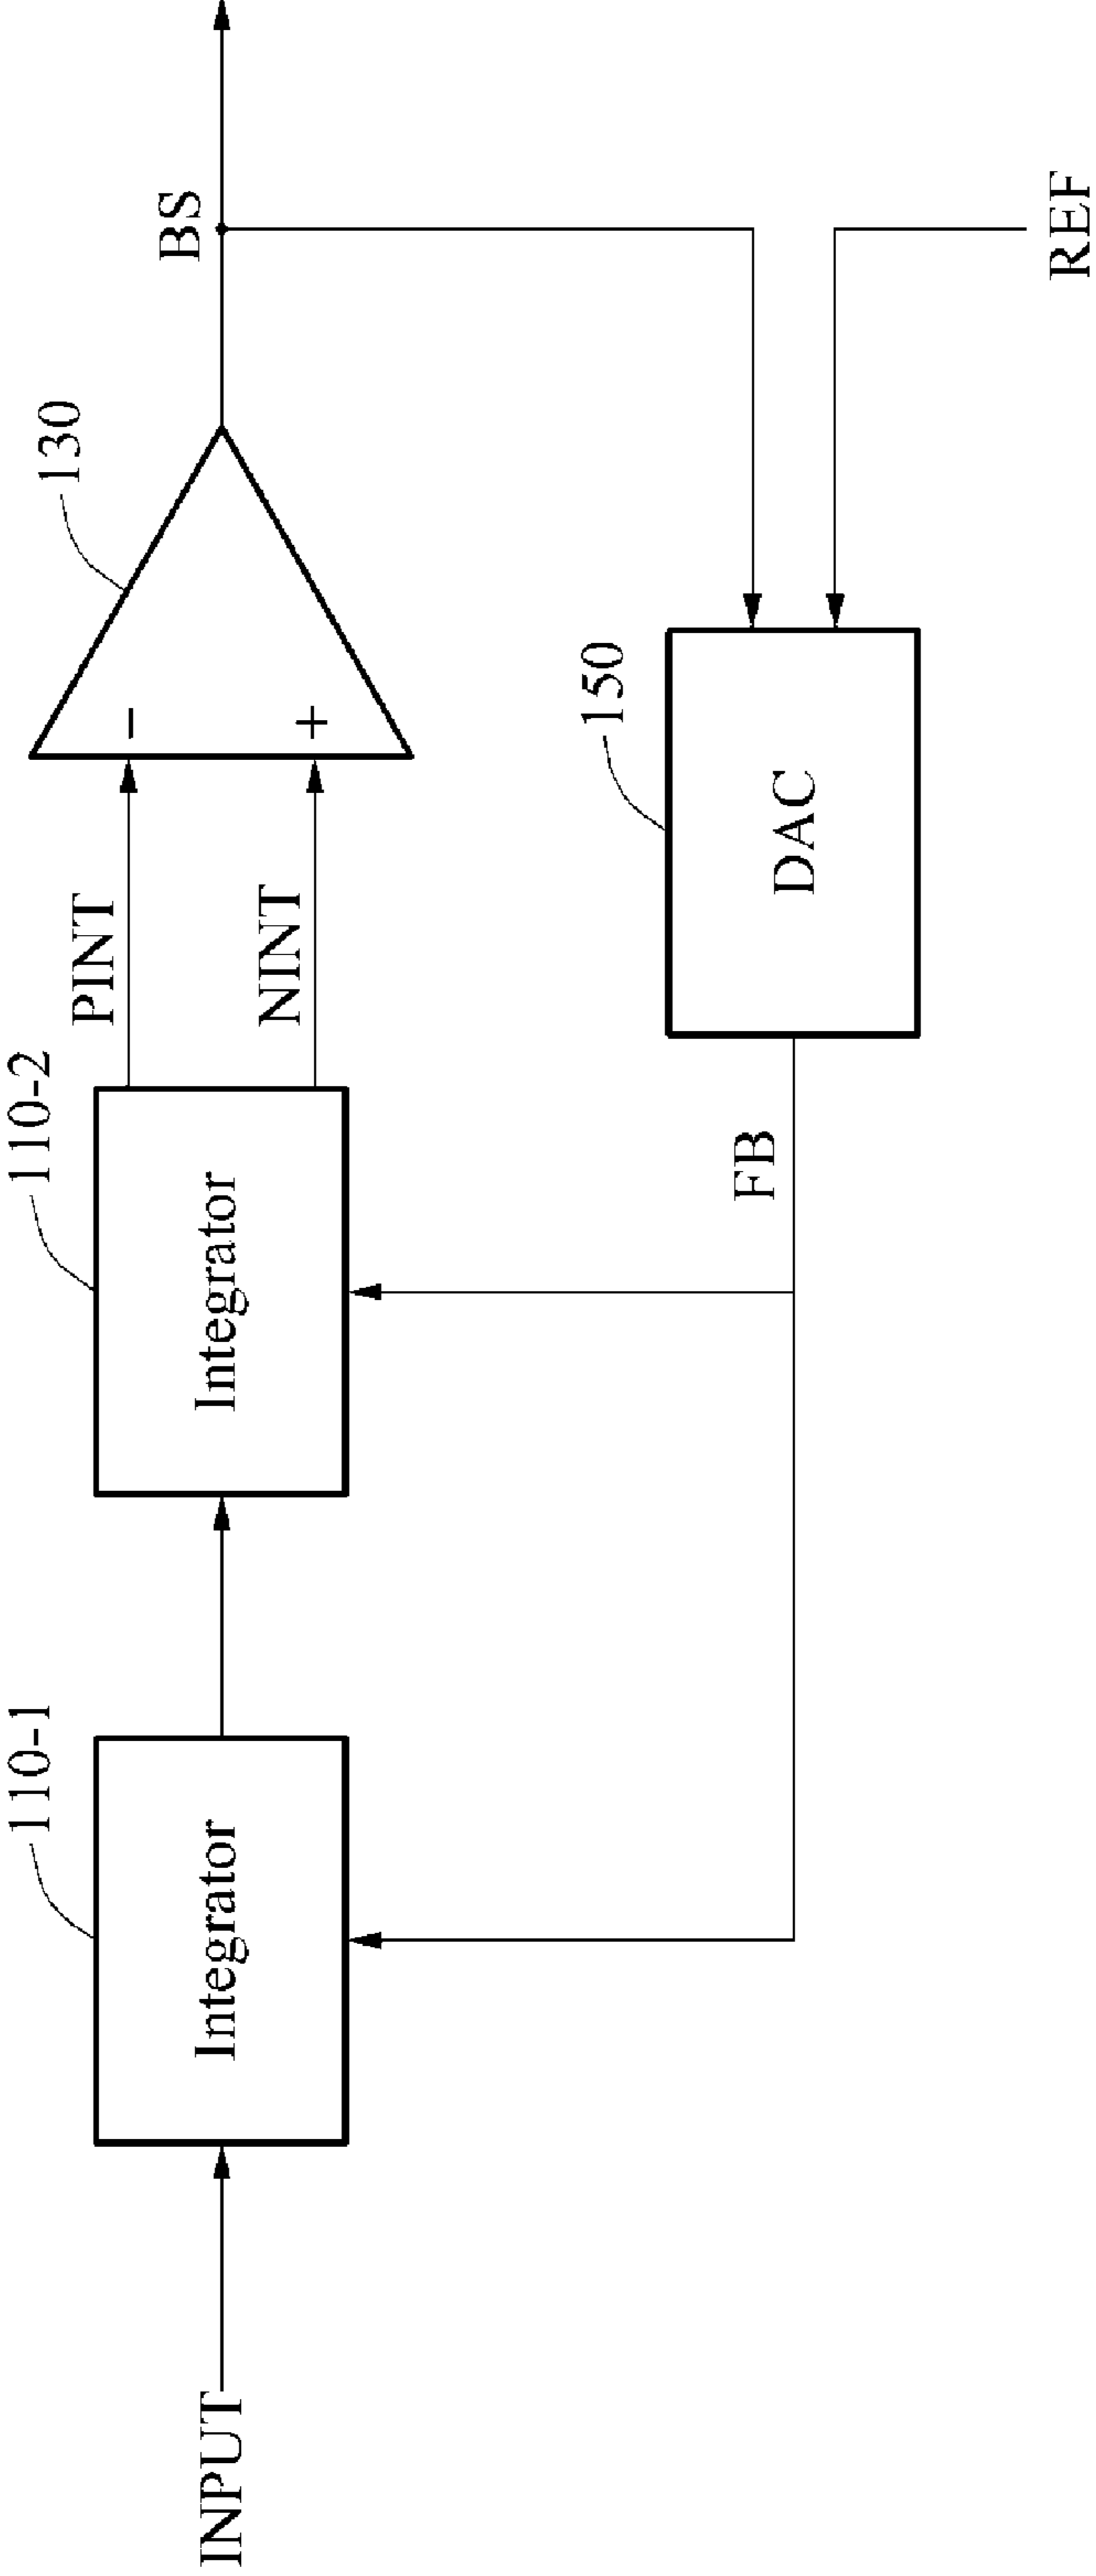 110-1
110-2
130
INPUT
Integrator
Integrator
PINT
NINT
-
+
BS
150
FB
DAC
REF